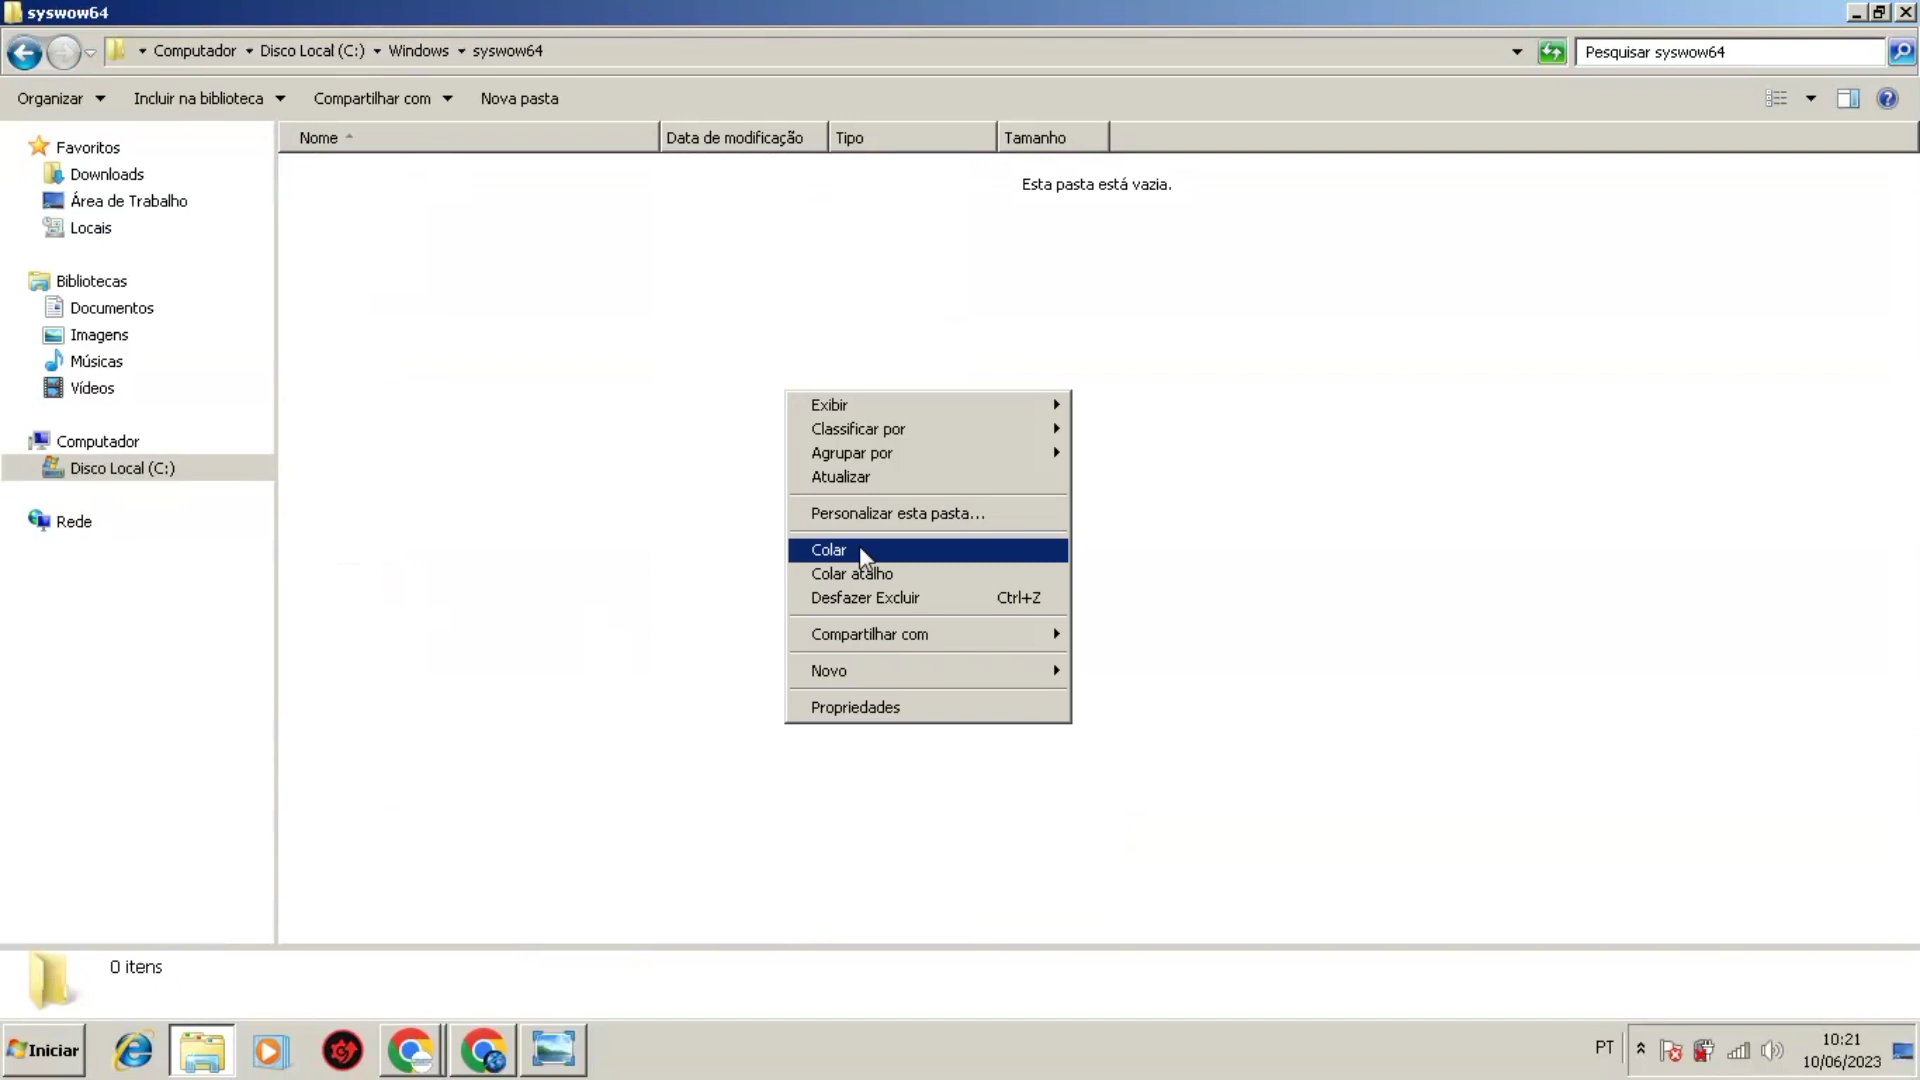 syswow64
Computador Disco Local (C:) Windows syswow64
Pesquisar syswow64
Organizar Incluir na biblioteca Compartilhar com Nova pasta
Nome Data de modificação Tipo Tamanho
Esta pasta está vazia.
Favoritos
Downloads
Área de Trabalho
Locais
Bibliotecas
Documentos
Imagens
Músicas
Vídeos
Computador
Disco Local (C:)
Rede
Exibir
Classificar por
Agrupar por
Atualizar
Personalizar esta pasta...
Colar
Colar atalho
Desfazer Excluir Ctrl+Z
Compartilhar com
Novo
Propriedades
0 itens
Iniciar
PT
10:21
10/06/2023